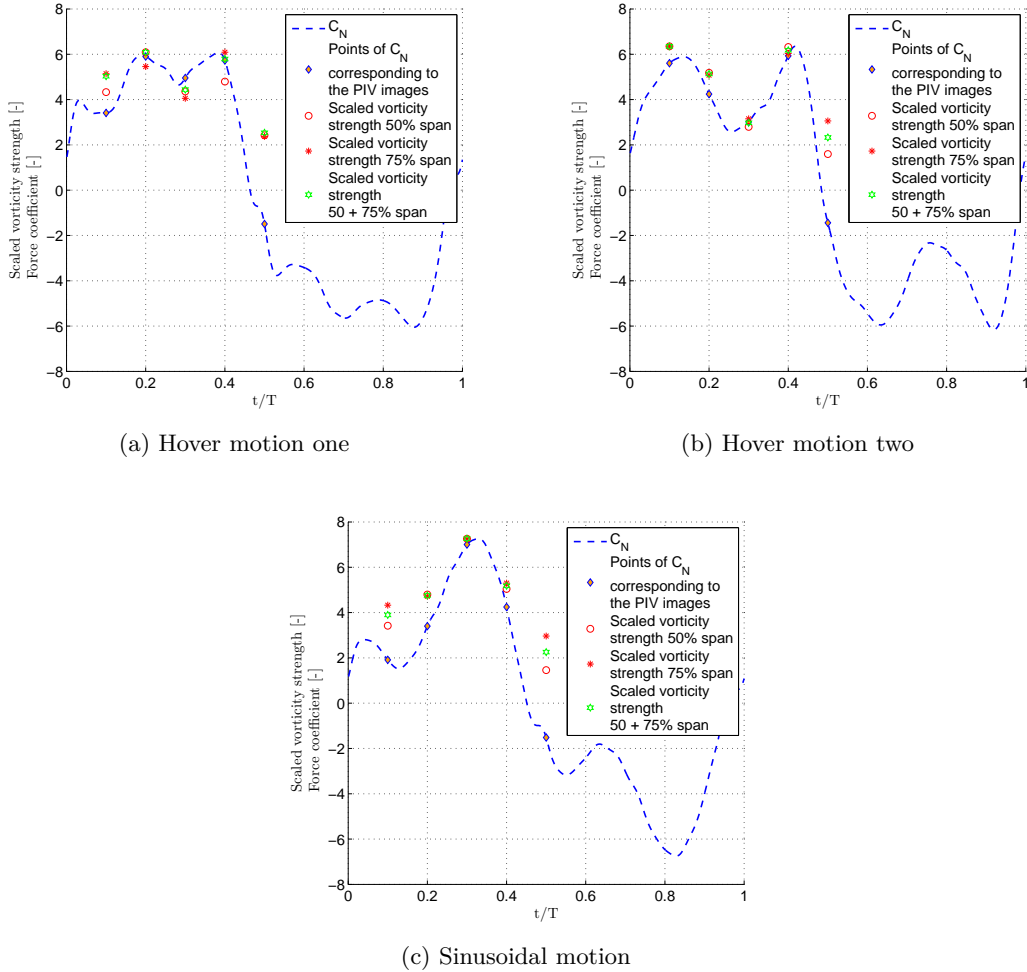 8
6
4
2
0
−2
−4
−6
−8
0
0.2
0.4
0.6
0.8
1
t/T
Scaled vorticity strength [-]
Force coefficient [-]
C_N
Points of C_N
corresponding to
the PIV images
Scaled vorticity
strength 50% span
Scaled vorticity
strength 75% span
Scaled vorticity
strength
50 + 75% span
(a) Hover motion one
8
6
4
2
0
−2
−4
−6
−8
0
0.2
0.4
0.6
0.8
1
t/T
Scaled vorticity strength [-]
Force coefficient [-]
C_N
Points of C_N
corresponding to
the PIV images
Scaled vorticity
strength 50% span
Scaled vorticity
strength 75% span
Scaled vorticity
strength
50 + 75% span
(b) Hover motion two
8
6
4
2
0
−2
−4
−6
−8
0
0.2
0.4
0.6
0.8
1
t/T
Scaled vorticity strength [-]
Force coefficient [-]
C_N
Points of C_N
corresponding to
the PIV images
Scaled vorticity
strength 50% span
Scaled vorticity
strength 75% span
Scaled vorticity
strength
50 + 75% span
(c) Sinusoidal motion